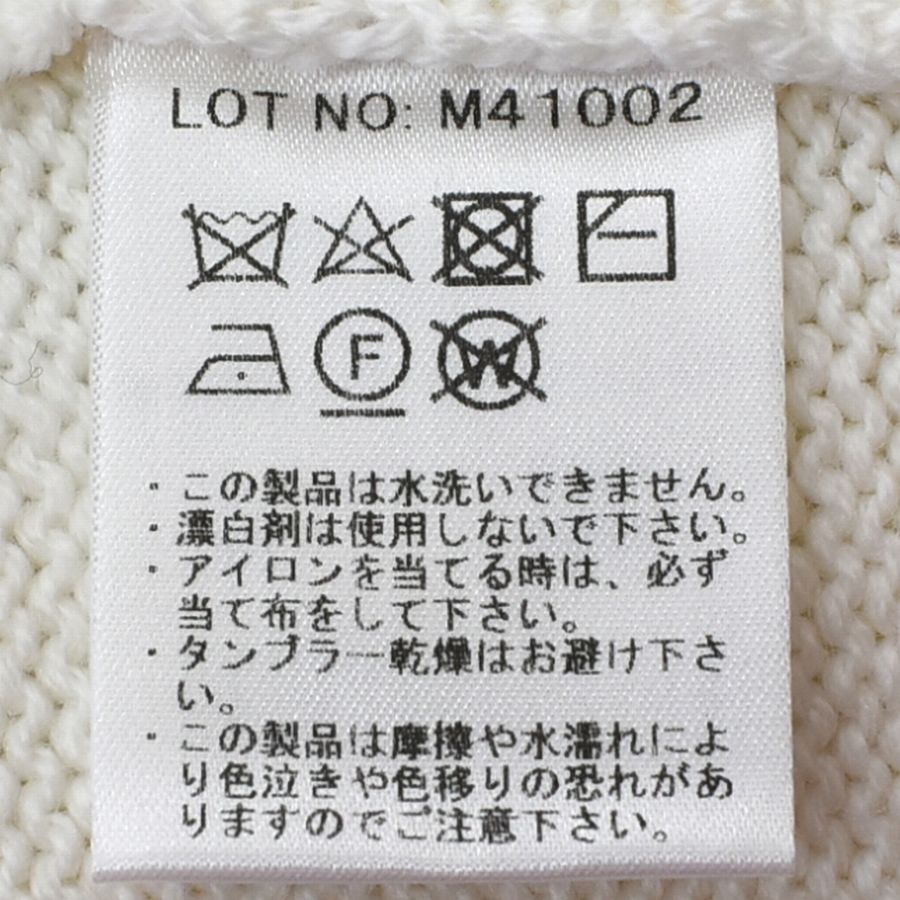 LOT NO: M41002
F
W
・この製品は水洗いできません。
・漂白剤は使用しないで下さい。
・アイロンを当てる時は、必ず
当て布をして下さい。
・タンブラー乾燥はお避け下さ
い。
・この製品は摩擦や水濡れによ
り色泣きや色移りの恐れがあ
りますのでご注意下さい。